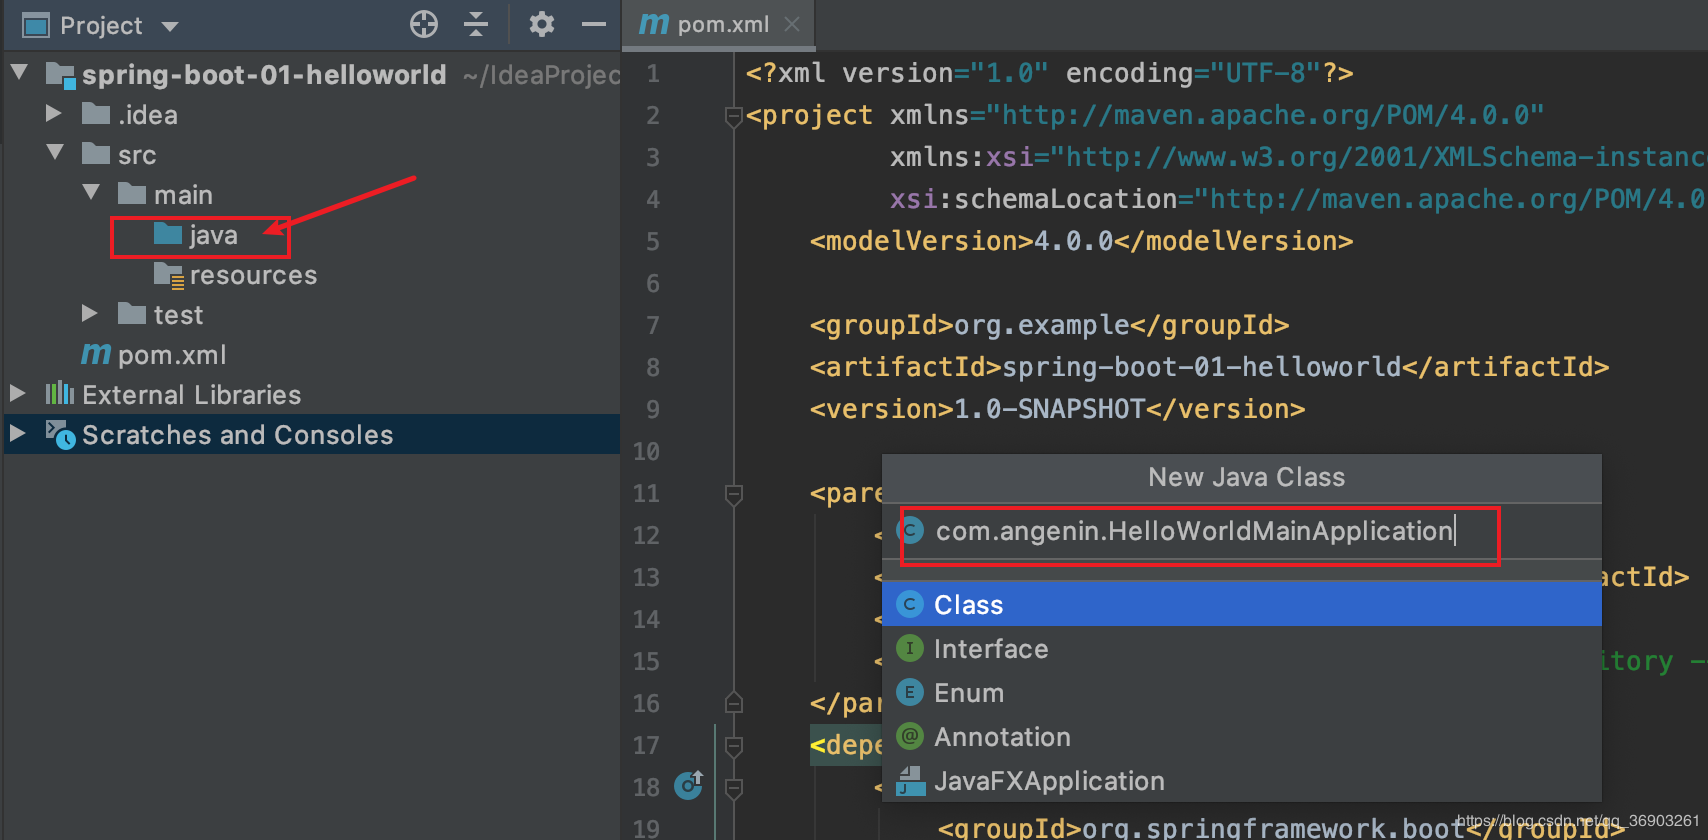 Project
spring-boot-01-helloworld ~/IdeaProjec
.idea
src
main
java
resources
test
m pom.xml
External Libraries
Scratches and Consoles
m pom.xml
1 <?xml version="1.0" encoding="UTF-8"?>
2 <project xmlns="http://maven.apache.org/POM/4.0.0"
3 xmlns:xsi="http://www.w3.org/2001/XMLSchema-instanc
4 xsi:schemaLocation="http://maven.apache.org/POM/4.0
5 <modelVersion>4.0.0</modelVersion>
6
7 <groupId>org.example</groupId>
8 <artifactId>spring-boot-01-helloworld</artifactId>
9 <version>1.0-SNAPSHOT</version>
10
11 <pare
12 <
13 < actId>
14 <
15 < itory -
16 </par
17 <depe
18 <
19 <groupId>org.springframework.boot</groupId>
New Java Class
C com.angenin.HelloWorldMainApplication
C Class
I Interface
E Enum
@ Annotation
J JavaFXApplication
https://blog.csdn.net/qq_36903261